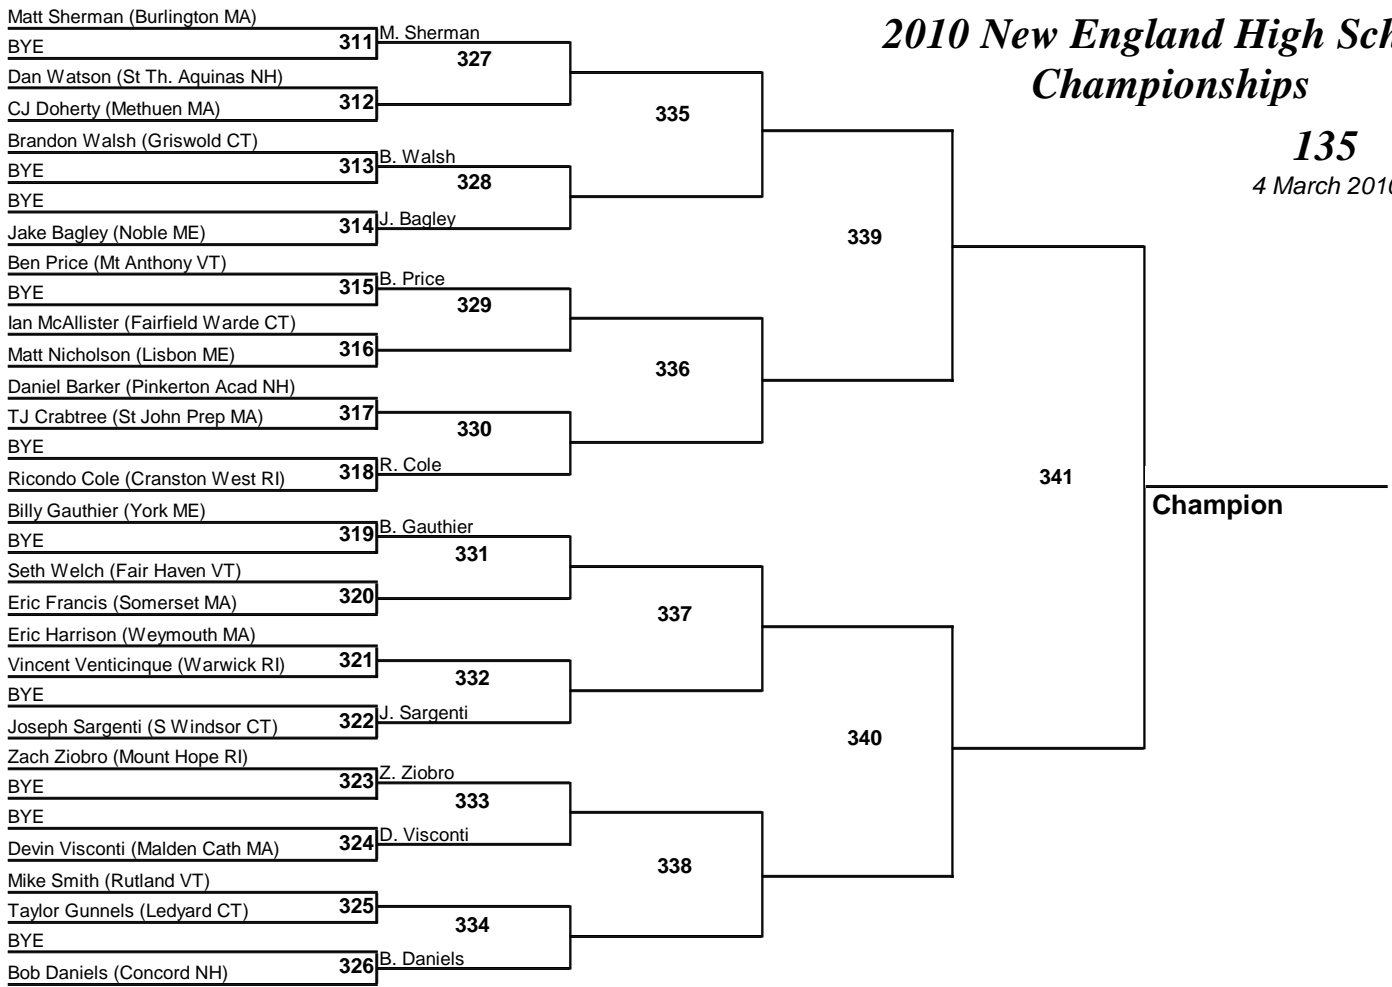 2010 New England High Sch
Championships
135
4 March 2010
Matt Sherman (Burlington MA)
BYE
311
M. Sherman
327
Dan Watson (St Th. Aquinas NH)
CJ Doherty (Methuen MA)
312
335
Brandon Walsh (Griswold CT)
BYE
313
B. Walsh
328
BYE
Jake Bagley (Noble ME)
314
J. Bagley
339
Ben Price (Mt Anthony VT)
BYE
315
B. Price
329
Ian McAllister (Fairfield Warde CT)
Matt Nicholson (Lisbon ME)
316
336
Daniel Barker (Pinkerton Acad NH)
TJ Crabtree (St John Prep MA)
317
330
BYE
Ricondo Cole (Cranston West RI)
318
R. Cole
341
Champion
Billy Gauthier (York ME)
BYE
319
B. Gauthier
331
Seth Welch (Fair Haven VT)
Eric Francis (Somerset MA)
320
337
Eric Harrison (Weymouth MA)
Vincent Venticinque (Warwick RI)
321
332
BYE
Joseph Sargenti (S Windsor CT)
322
J. Sargenti
340
Zach Ziobro (Mount Hope RI)
BYE
323
Z. Ziobro
333
BYE
Devin Visconti (Malden Cath MA)
324
D. Visconti
338
Mike Smith (Rutland VT)
Taylor Gunnels (Ledyard CT)
325
334
BYE
Bob Daniels (Concord NH)
326
B. Daniels